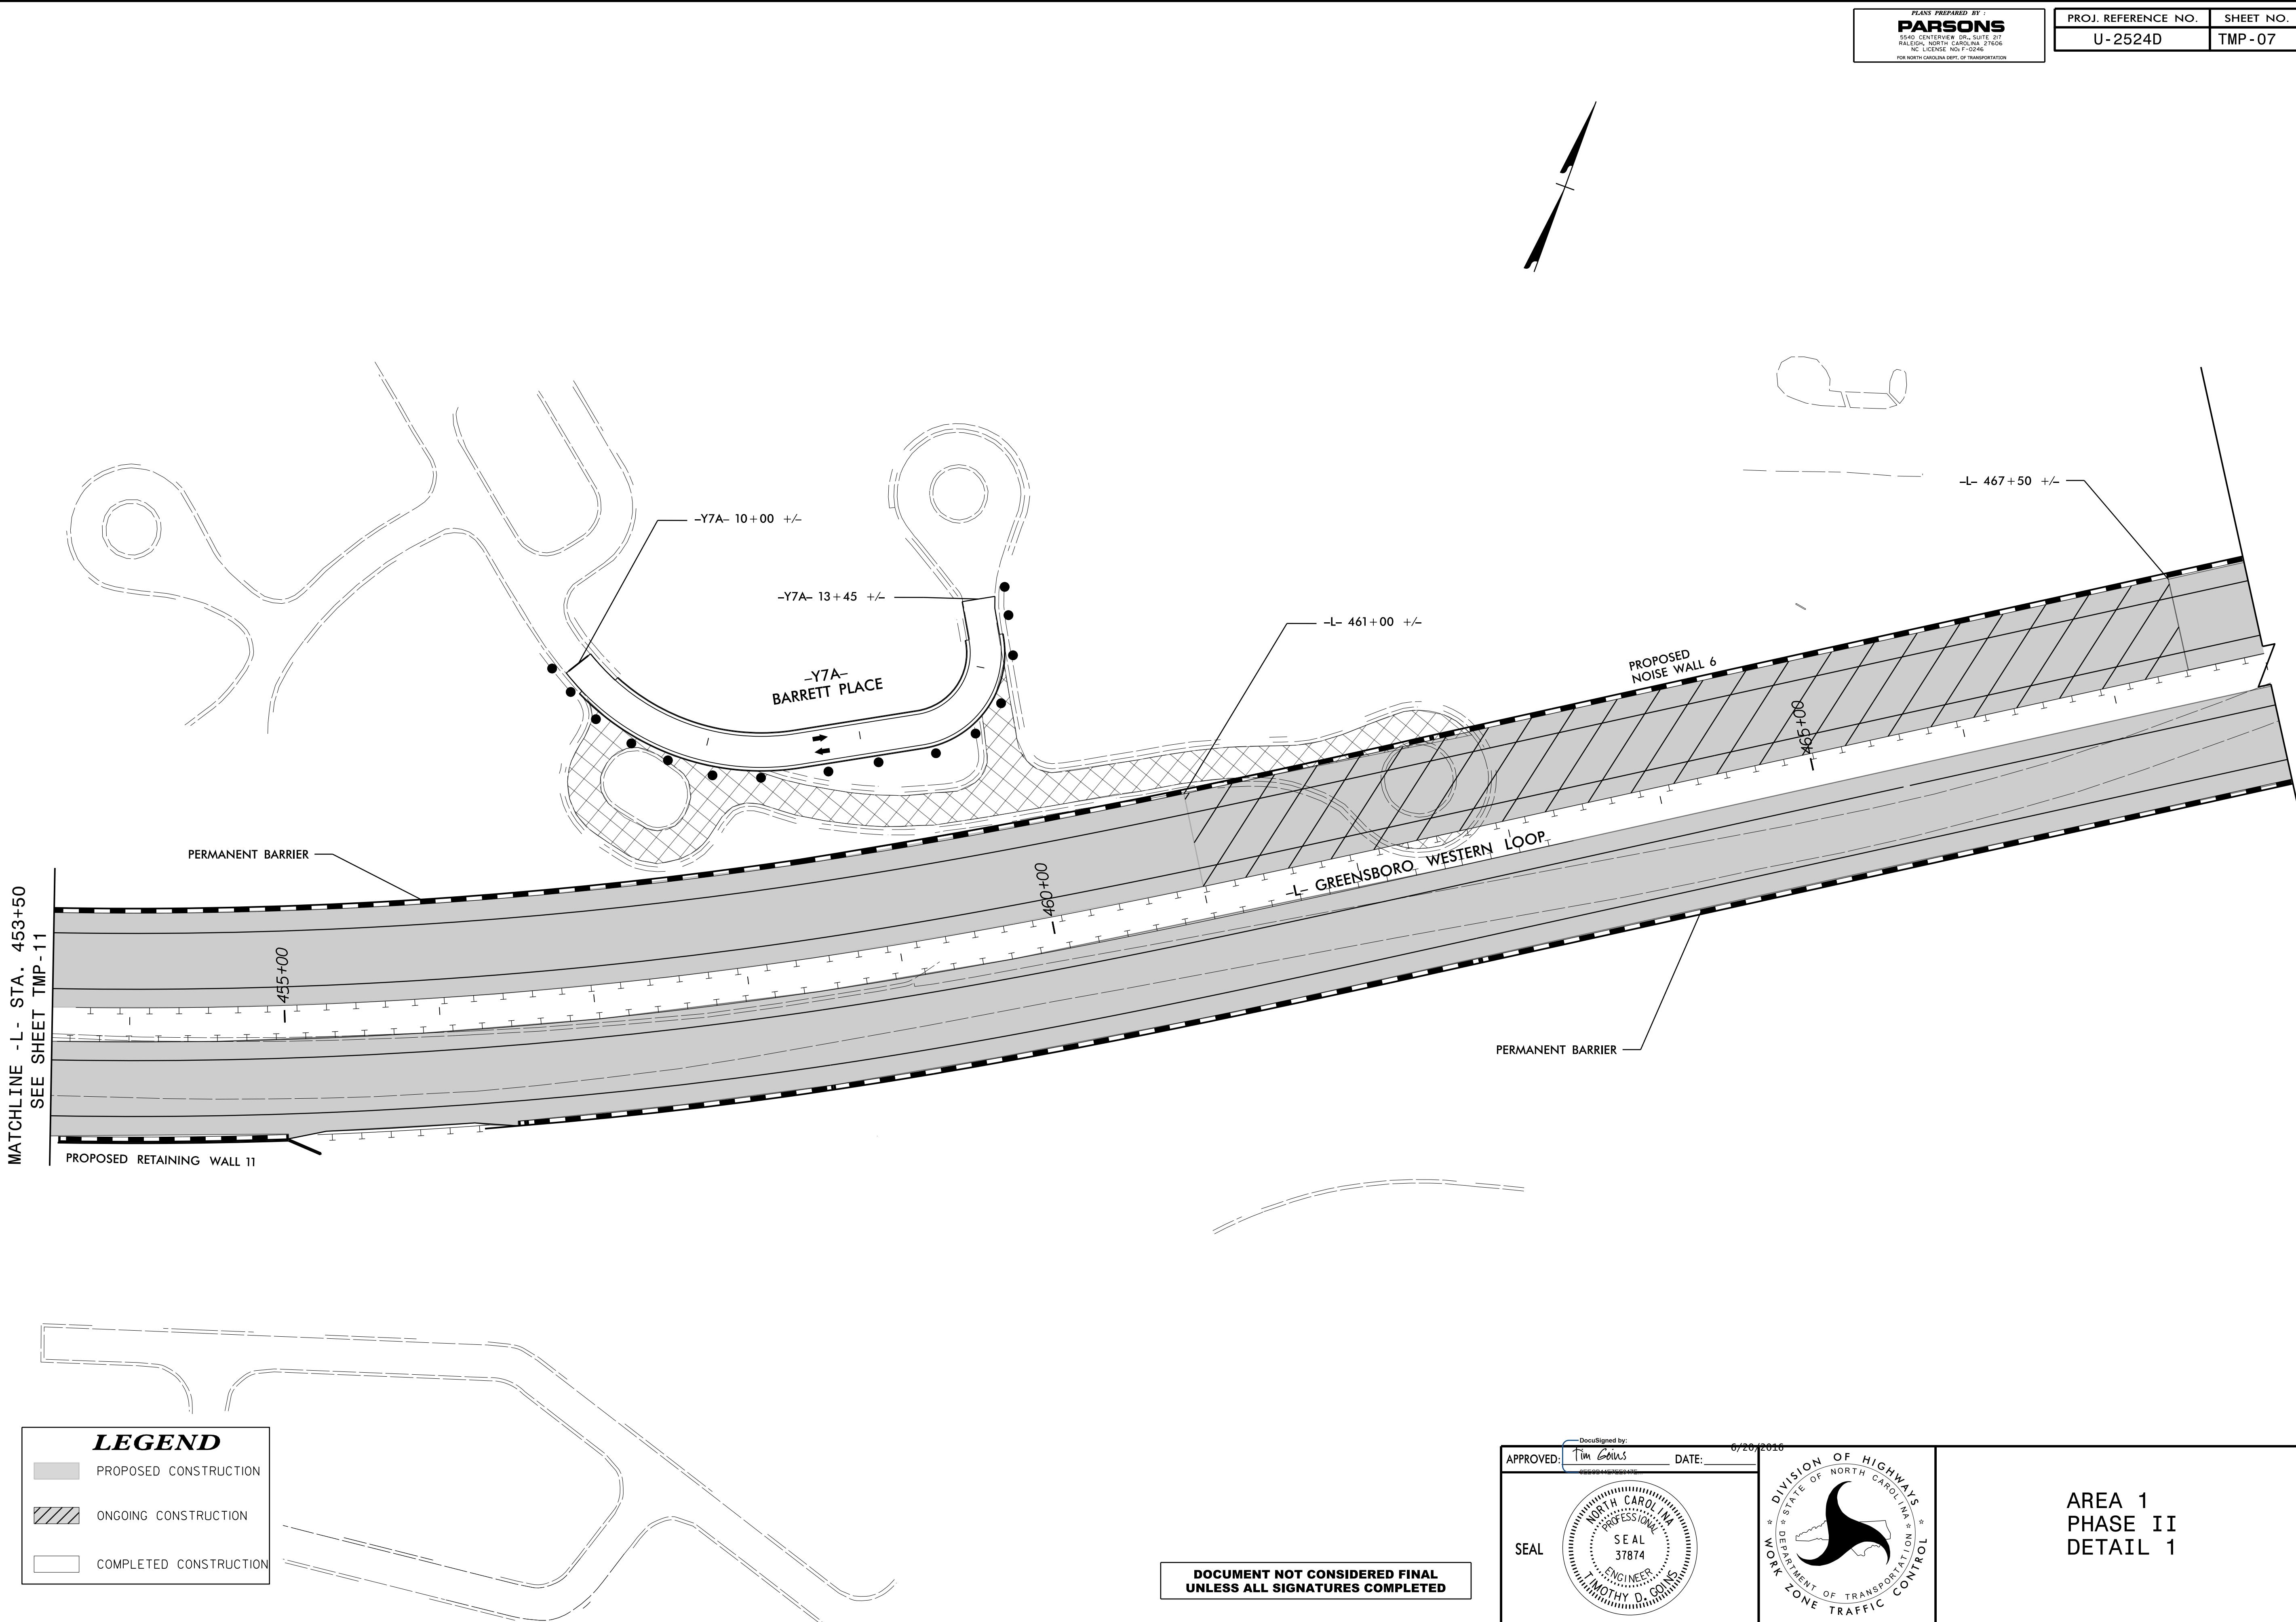 PLANS PREPARED BY :
PARSONS
5540 CENTERVIEW DR., SUITE 217
RALEIGH, NORTH CAROLINA 27606
NC LICENSE NO: F-0246
FOR NORTH CAROLINA DEPT. OF TRANSPORTATION
PROJ. REFERENCE NO. SHEET NO.
U-2524D TMP-07
-L- 467+50 +/-
-Y7A- 10+00 +/-
-Y7A- 13+45 +/-
-L- 461+00 +/-
PROPOSED
NOISE WALL 6
-Y7A-
BARRETT PLACE
465+00
PERMANENT BARRIER
-L- GREENSBORO WESTERN LOOP
460+00
455+00
MATCHLINE -L- STA. 453+50
SEE SHEET TMP-11
PERMANENT BARRIER
PROPOSED RETAINING WALL 11
LEGEND
PROPOSED CONSTRUCTION
ONGOING CONSTRUCTION
COMPLETED CONSTRUCTION
DOCUMENT NOT CONSIDERED FINAL
UNLESS ALL SIGNATURES COMPLETED
DocuSigned by:
APPROVED: Tim Goins DATE: 6/20/2016
SEAL
NORTH CAROLINA
PROFESSIONAL
SEAL
37874
ENGINEER
TIMOTHY D. GOINS
DIVISION OF HIGHWAYS
STATE OF NORTH CAROLINA
DEPARTMENT OF TRANSPORTATION
WORK ZONE TRAFFIC CONTROL
AREA 1
PHASE II
DETAIL 1